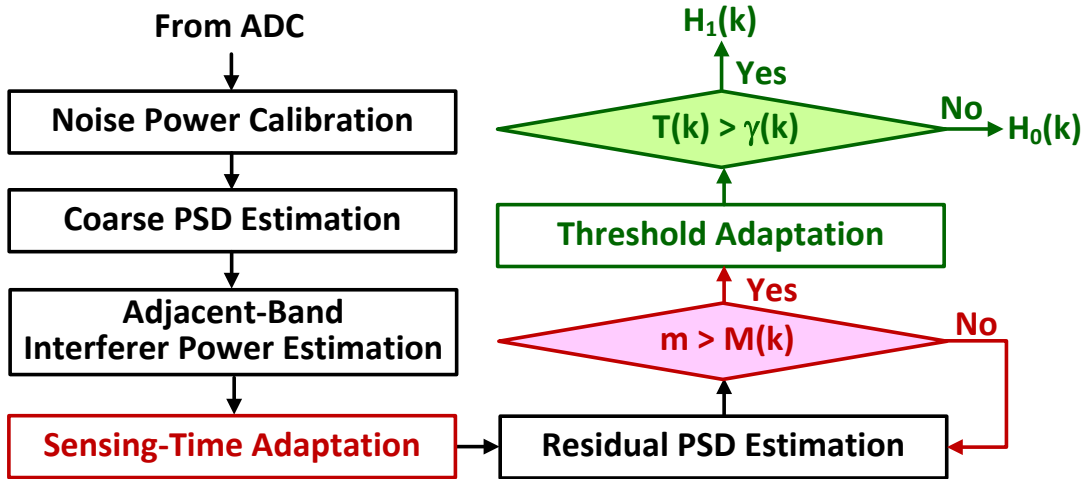 From ADC
Noise Power Calibration
Coarse PSD Estimation
Adjacent-Band
Interferer Power Estimation
Sensing-Time Adaptation
Residual PSD Estimation
m > M(k)
No
Yes
Threshold Adaptation
T(k) > γ(k)
No
H₀(k)
Yes
H₁(k)